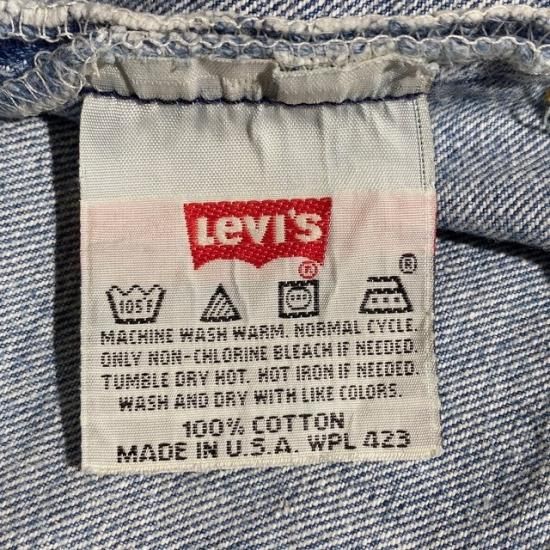 Levi's
®
®
105°F
MACHINE WASH WARM. NORMAL CYCLE.
ONLY NON-CHLORINE BLEACH IF NEEDED.
TUMBLE DRY HOT. HOT IRON IF NEEDED.
WASH AND DRY WITH LIKE COLORS.
100% COTTON
MADE IN U.S.A. WPL 423